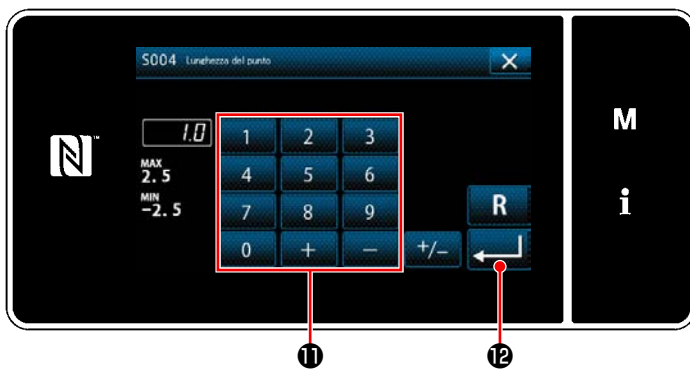 S004 Lunghezza del punto
1.0
MAX
2.5
MIN
-2.5
1 2 3
4 5 6
7 8 9
0 + − +/−
R
M
i
N™
⓫ ⓬